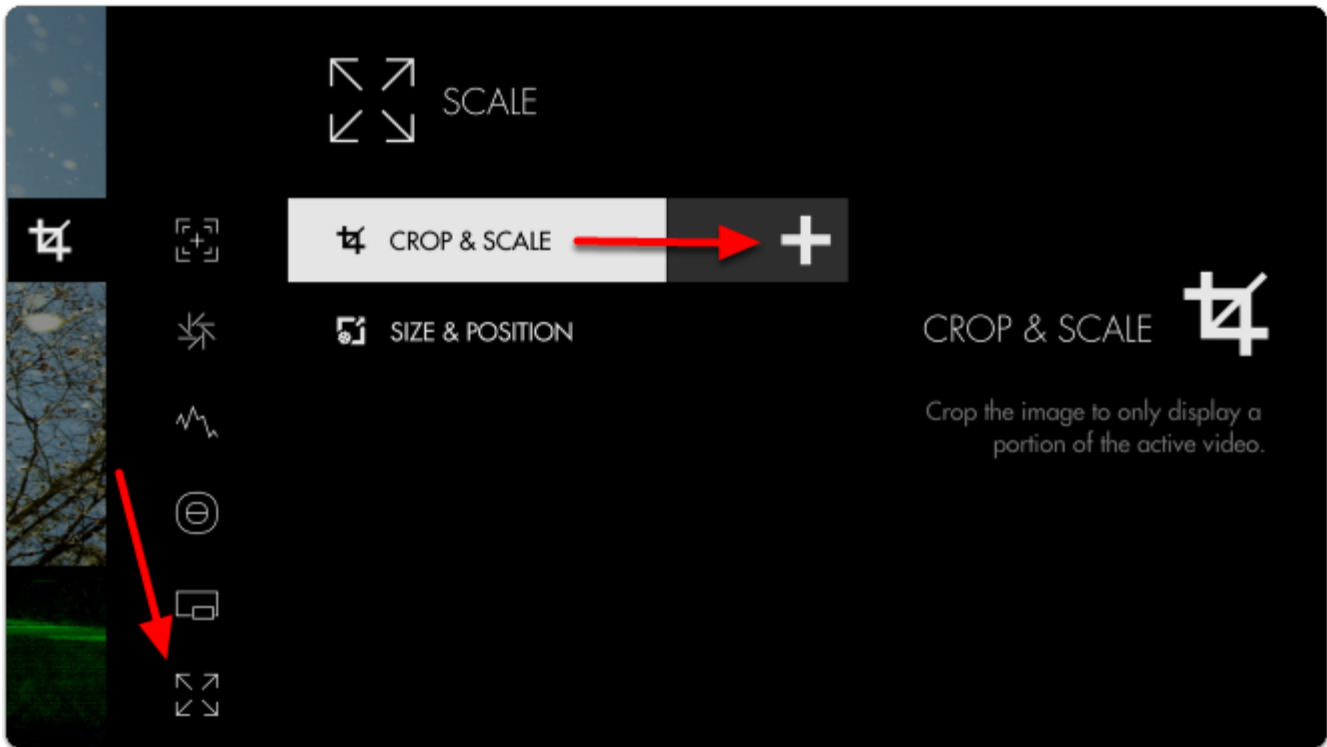 SCALE
CROP & SCALE
SIZE & POSITION
CROP & SCALE
Crop the image to only display a
portion of the active video.